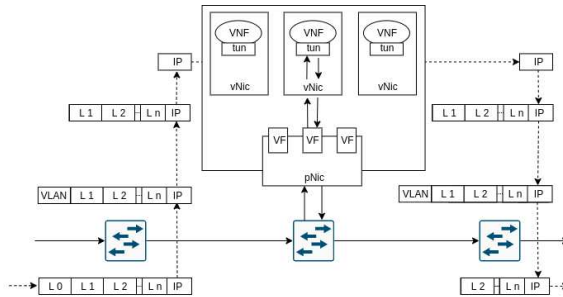 VNF VNF VNF
tun tun tun
IP IP
vNic vNic vNic
L 1 L 2 ... L n IP L 1 L 2 ... L n IP
VF VF VF
pNic
VLAN L 1 L 2 ... L n IP VLAN L 1 L 2 ... L n IP
L 0 L 1 L 2 ... L n IP L 2 ... L n IP